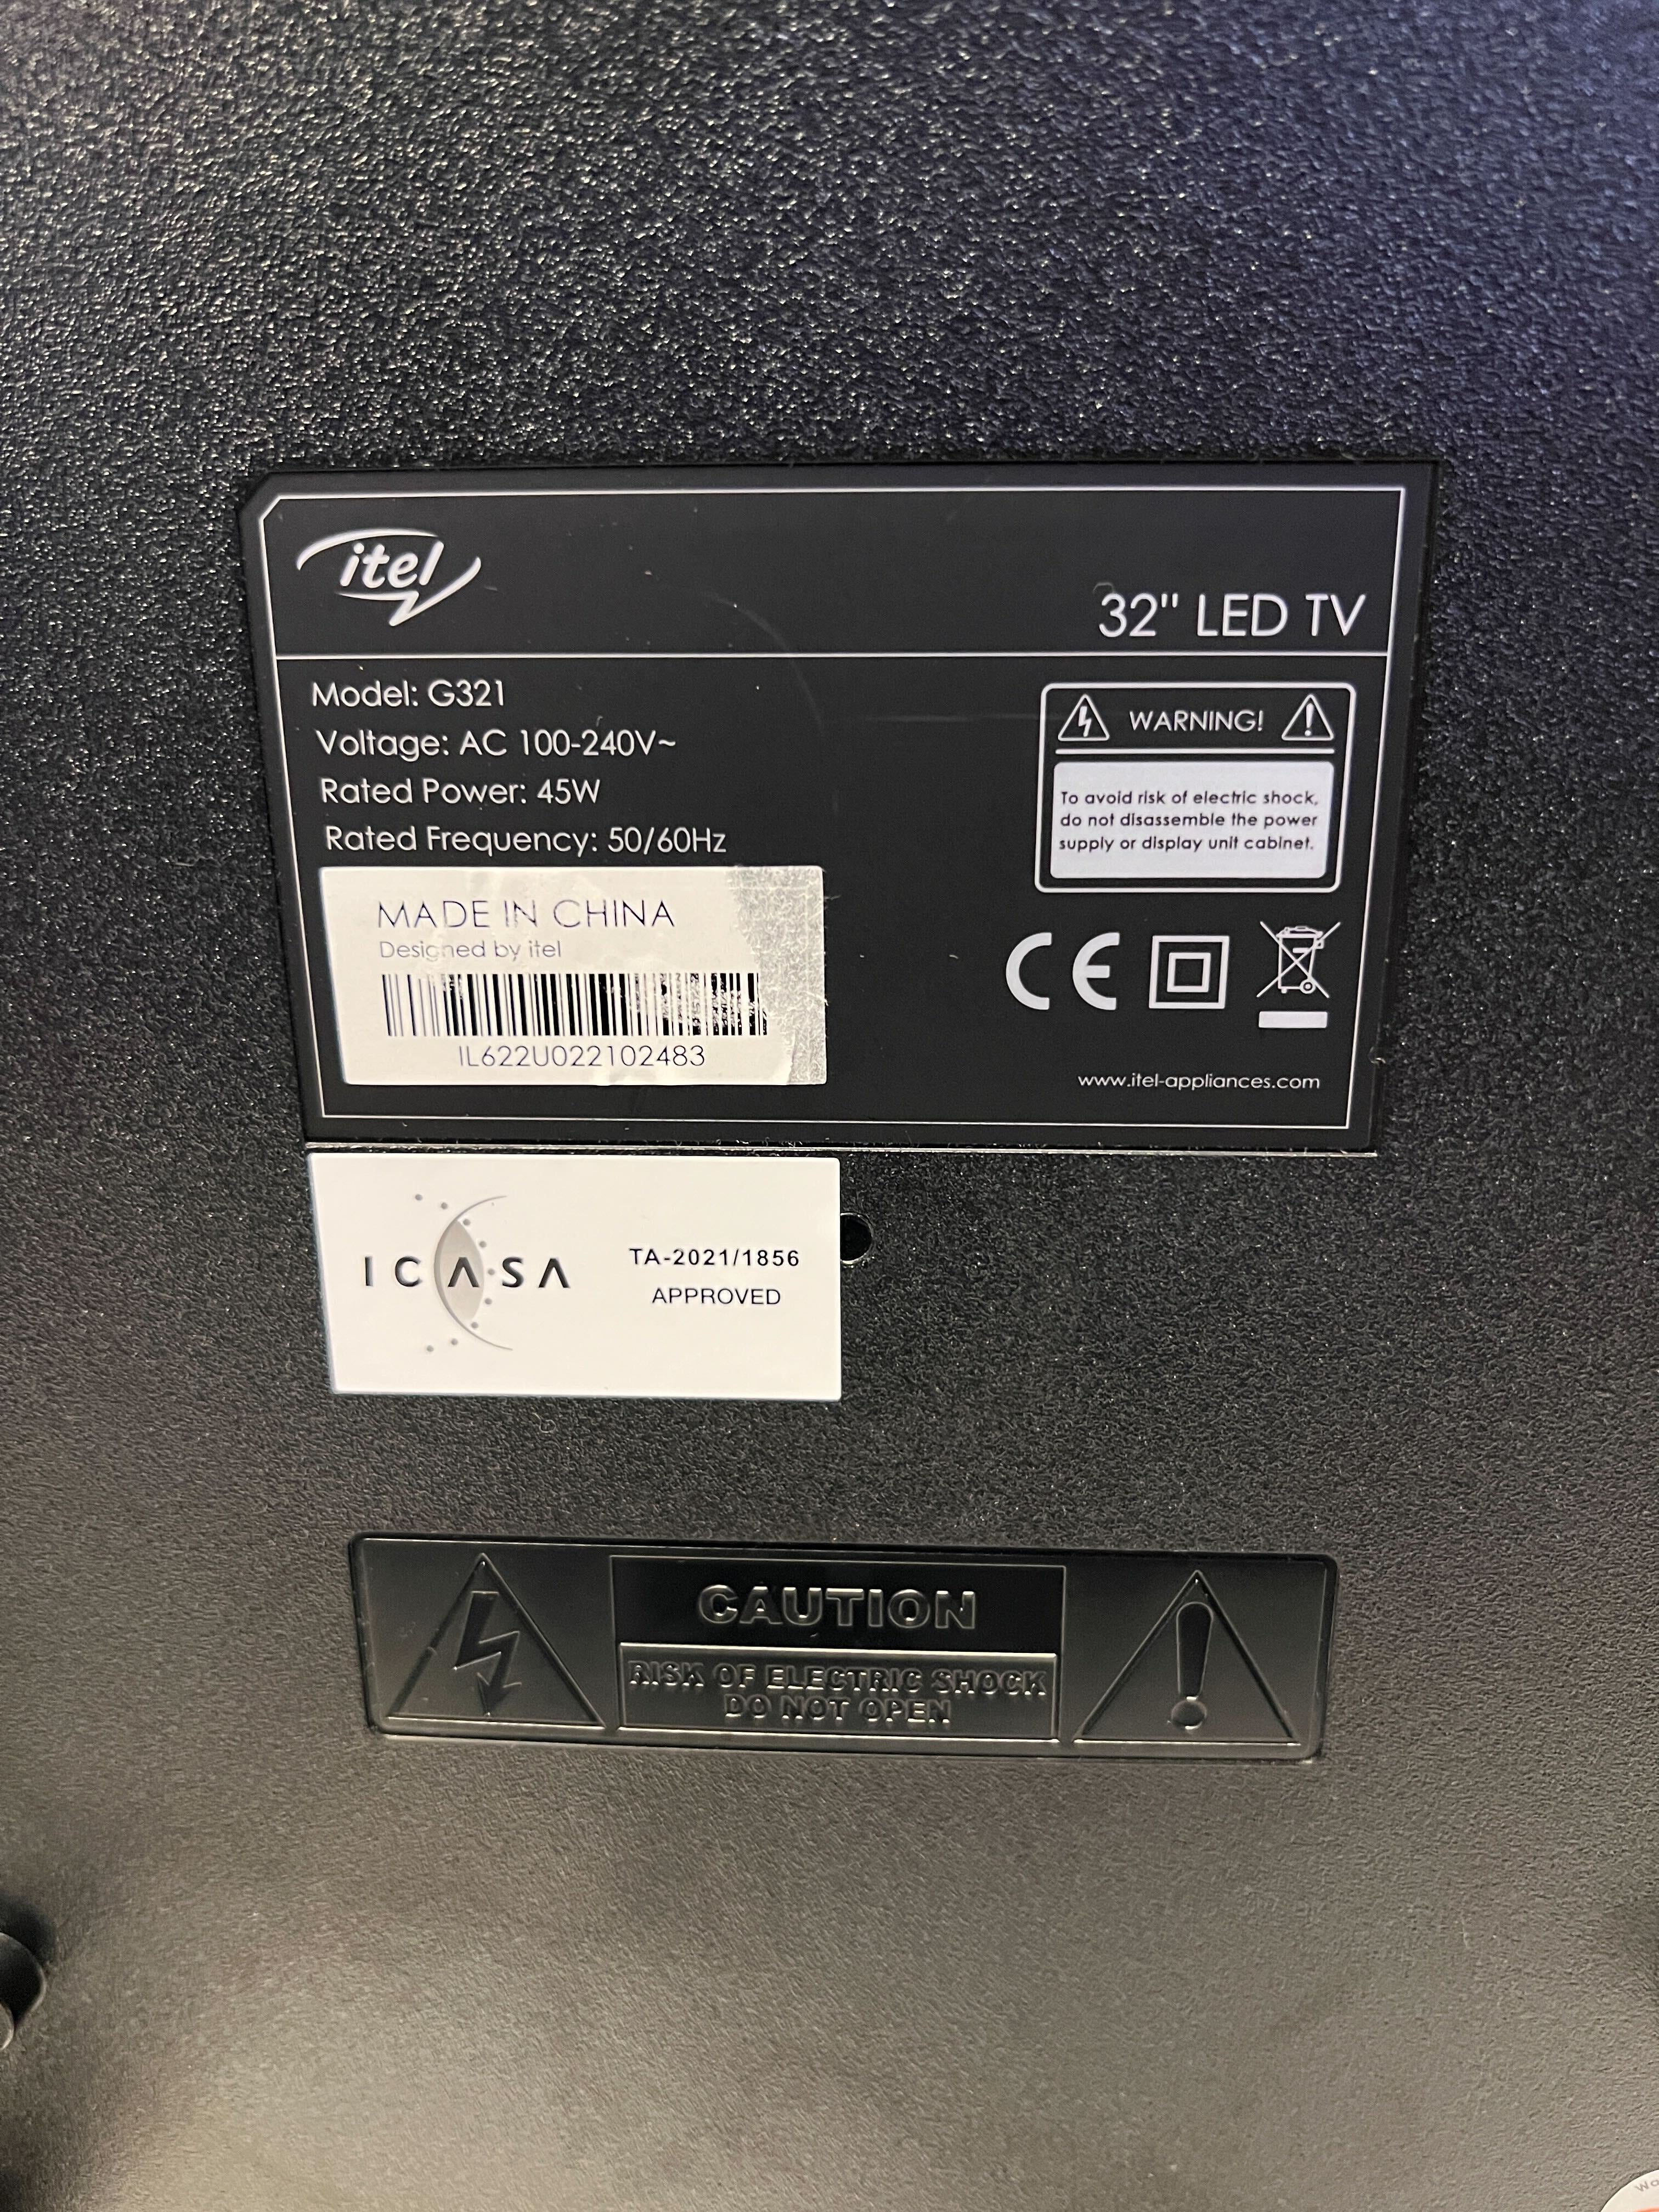 itel
32" LED TV
Model: G321
Voltage: AC 100-240V~
Rated Power: 45W
Rated Frequency: 50/60Hz
WARNING!
To avoid risk of electric shock,
do not disassemble the power
supply or display unit cabinet.
MADE IN CHINA
Designed by itel
IL622U022102483
CE
www.itel-appliances.com
ICASA
TA-2021/1856
APPROVED
CAUTION
RISK OF ELECTRIC SHOCK
DO NOT OPEN